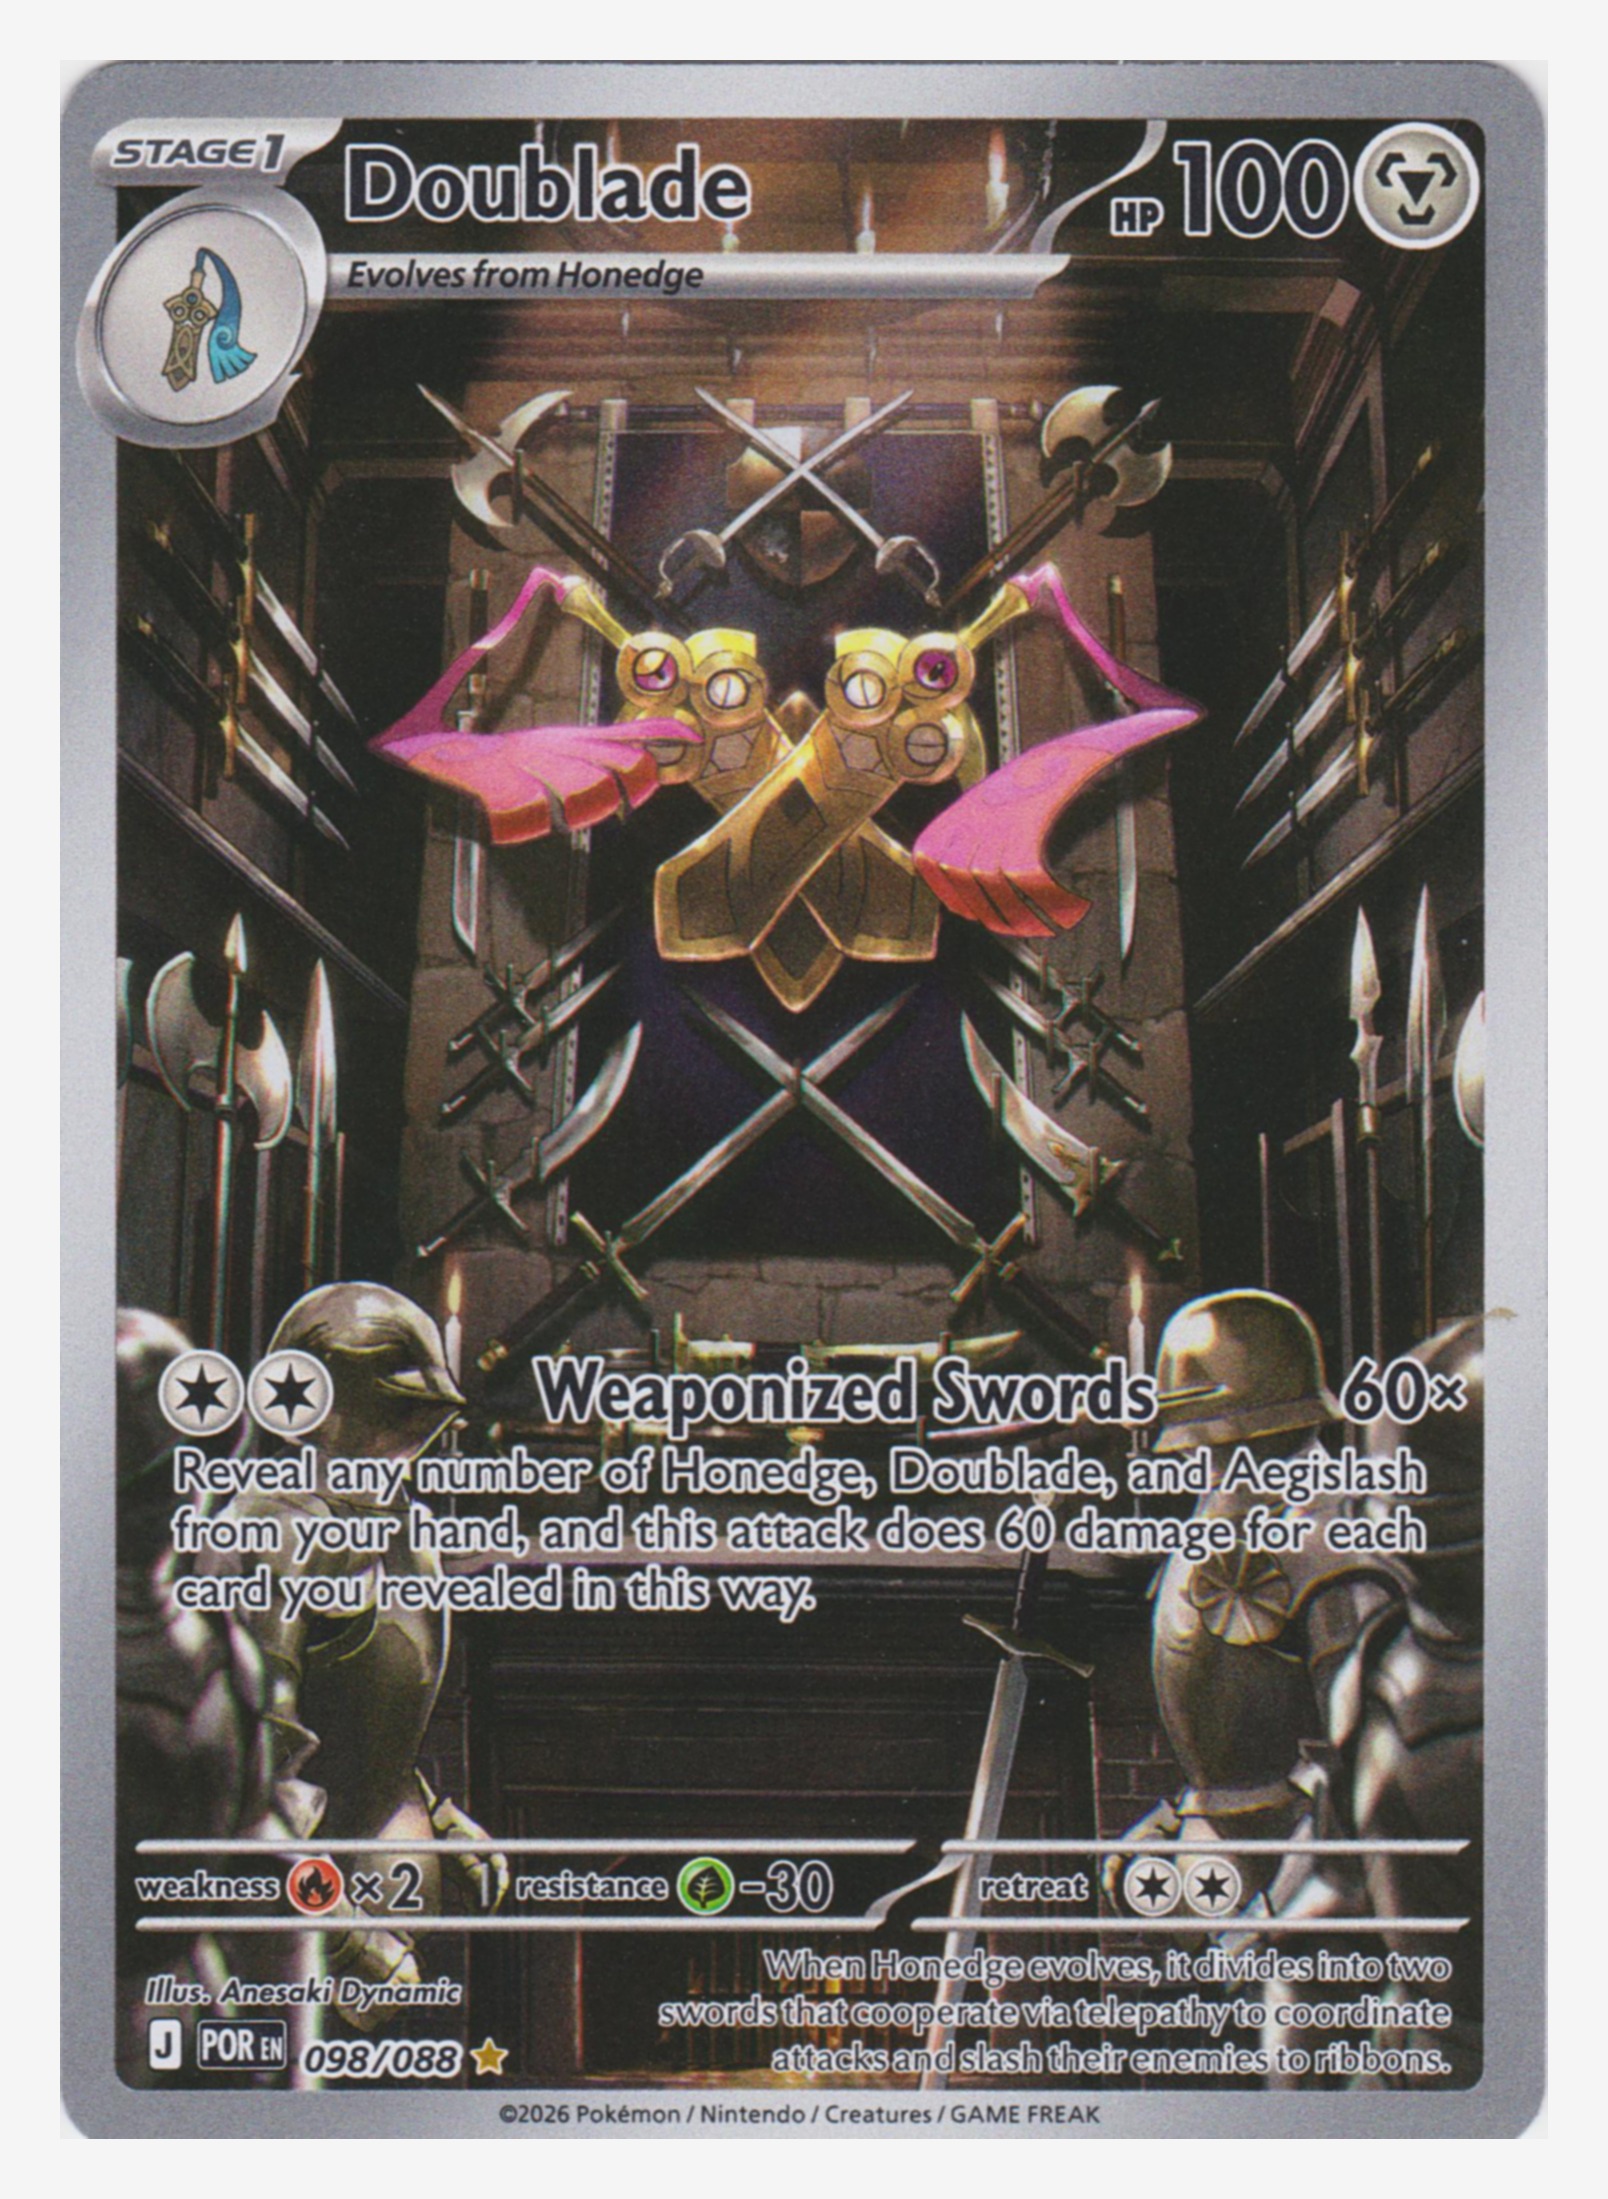 STAGE 1
Doublade
HP 100
Evolves from Honedge
Weaponized Swords 60×
Reveal any number of Honedge, Doublade, and Aegislash
from your hand, and this attack does 60 damage for each
card you revealed in this way.
weakness ×2 resistance -30 retreat
Illus. Anesaki Dynamic
When Honedge evolves, it divides into two
swords that cooperate via telepathy to coordinate
attacks and slash their enemies to ribbons.
J POR EN 098/088
©2026 Pokémon / Nintendo / Creatures / GAME FREAK